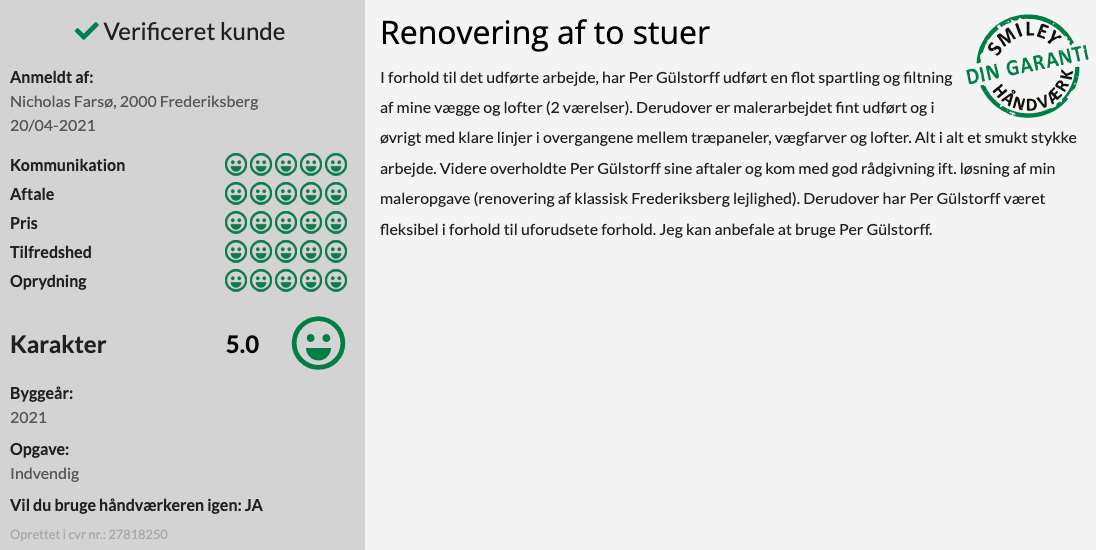 Verificeret kunde
Anmeldt af:
Nicholas Farsø, 2000 Frederiksberg
20/04-2021
Kommunikation
Aftale
Pris
Tilfredshed
Oprydning
Karakter 5.0
Byggeår:
2021
Opgave:
Indvendig
Vil du bruge håndværkeren igen: JA
Oprettet i cvr nr.: 27818250
Renovering af to stuer
I forhold til det udførte arbejde, har Per Gülstorff udført en flot spartling og filtning
af mine vægge og lofter (2 værelser). Derudover er malerarbejdet fint udført og i
øvrigt med klare linjer i overgangene mellem træpaneler, vægfarver og lofter. Alt i alt et smukt stykke
arbejde. Videre overholdte Per Gülstorff sine aftaler og kom med god rådgivning ift. løsning af min
maleropgave (renovering af klassisk Frederiksberg lejlighed). Derudover har Per Gülstorff været
fleksibel i forhold til uforudsete forhold. Jeg kan anbefale at bruge Per Gülstorff.
SMILEY
DIN GARANTI
HÅNDVÆRK